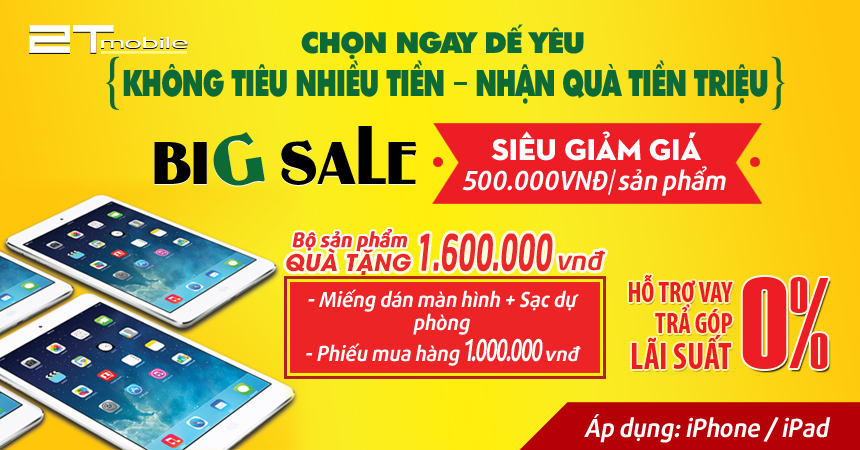 2T mobile
CHỌN NGAY DẾ YÊU
{KHÔNG TIÊU NHIỀU TIỀN – NHẬN QUÀ TIỀN TRIỆU}
BIG SALE
SIÊU GIẢM GIÁ
500.000VNĐ/ sản phẩm
Bộ sản phẩm
QUÀ TẶNG 1.600.000 vnđ
- Miếng dán màn hình + Sạc dự
phòng
- Phiếu mua hàng 1.000.000 vnđ
HỖ TRỢ VAY
TRẢ GÓP
LÃI SUẤT
0%
Áp dụng: iPhone / iPad